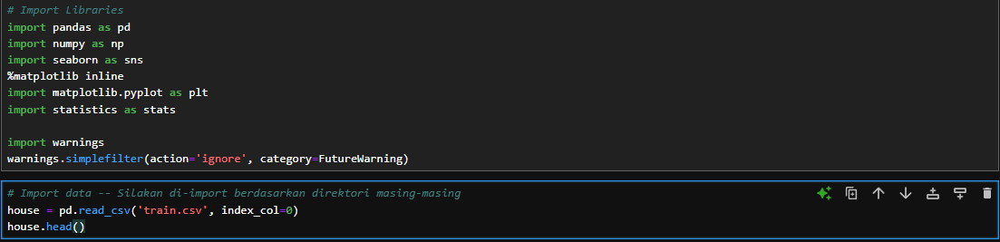 # Import Libraries
import pandas as pd
import numpy as np
import seaborn as sns
%matplotlib inline
import matplotlib.pyplot as plt
import statistics as stats
import warnings
warnings.simplefilter(action='ignore', category=FutureWarning)
# Import data -- Silakan di-import berdasarkan direktori masing-masing
house = pd.read_csv('train.csv', index_col=0)
house.head()